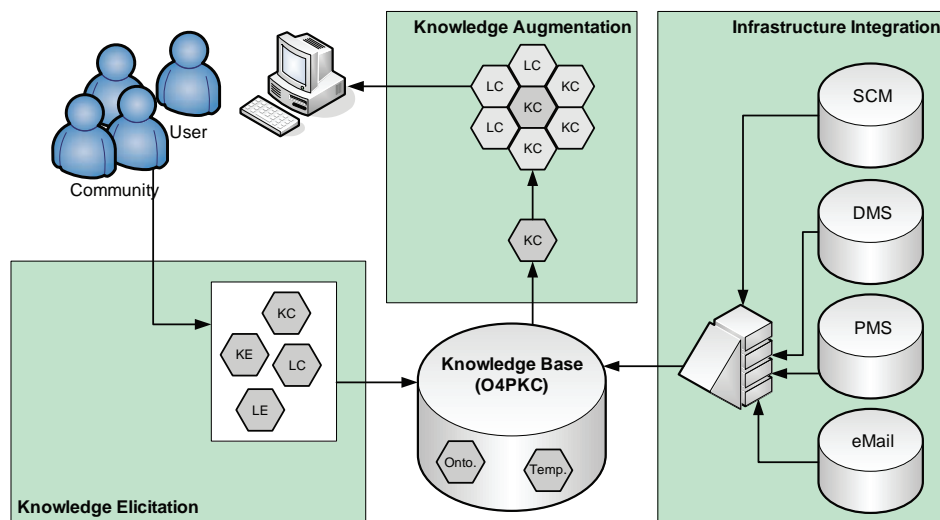 Knowledge Augmentation
Infrastructure Integration
User
Community
LC
LC
KC
KC
LC
KC
KC
KC
SCM
DMS
PMS
eMail
KC
KE
LC
LE
Knowledge Elicitation
Knowledge Base
(O4PKC)
Onto.
Temp.